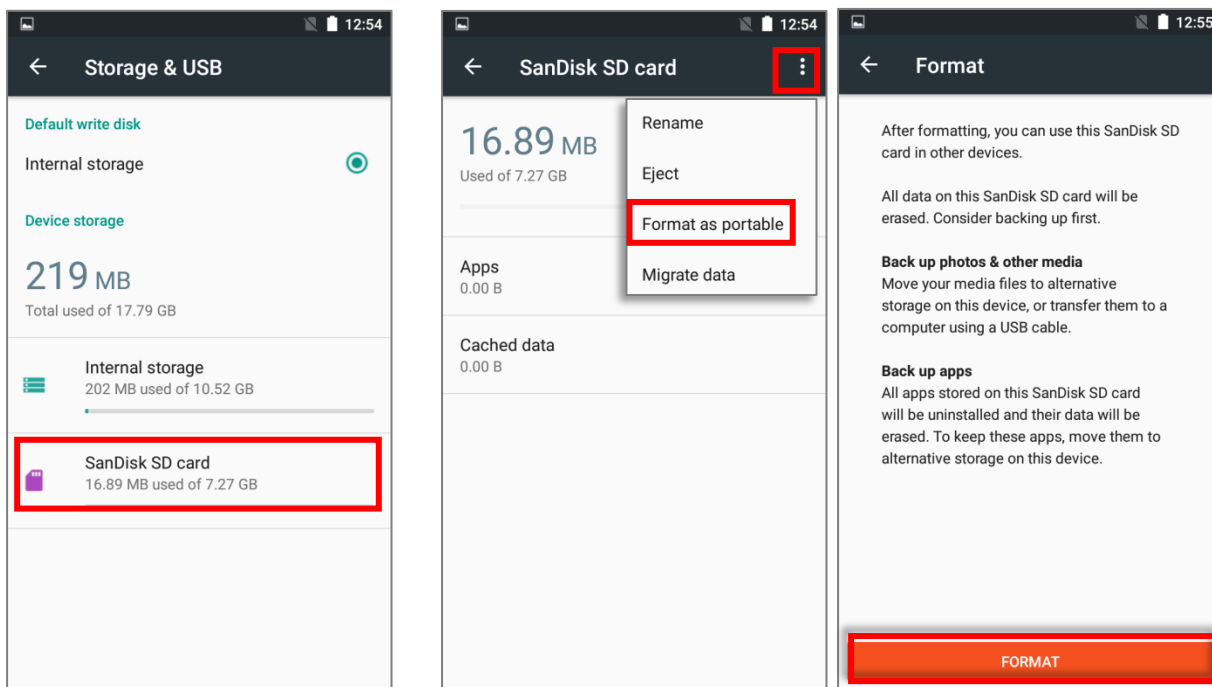 12:54
Storage & USB
Default write disk
Internal storage
Device storage
219 MB
Total used of 17.79 GB
Internal storage
202 MB used of 10.52 GB
SanDisk SD card
16.89 MB used of 7.27 GB
12:54
SanDisk SD card
16.89 MB
Used of 7.27 GB
Rename
Eject
Format as portable
Migrate data
Apps
0.00 B
Cached data
0.00 B
12:55
Format
After formatting, you can use this SanDisk SD
card in other devices.
All data on this SanDisk SD card will be
erased. Consider backing up first.
Back up photos & other media
Move your media files to alternative
storage on this device, or transfer them to a
computer using a USB cable.
Back up apps
All apps stored on this SanDisk SD card
will be uninstalled and their data will be
erased. To keep these apps, move them to
alternative storage on this device.
FORMAT